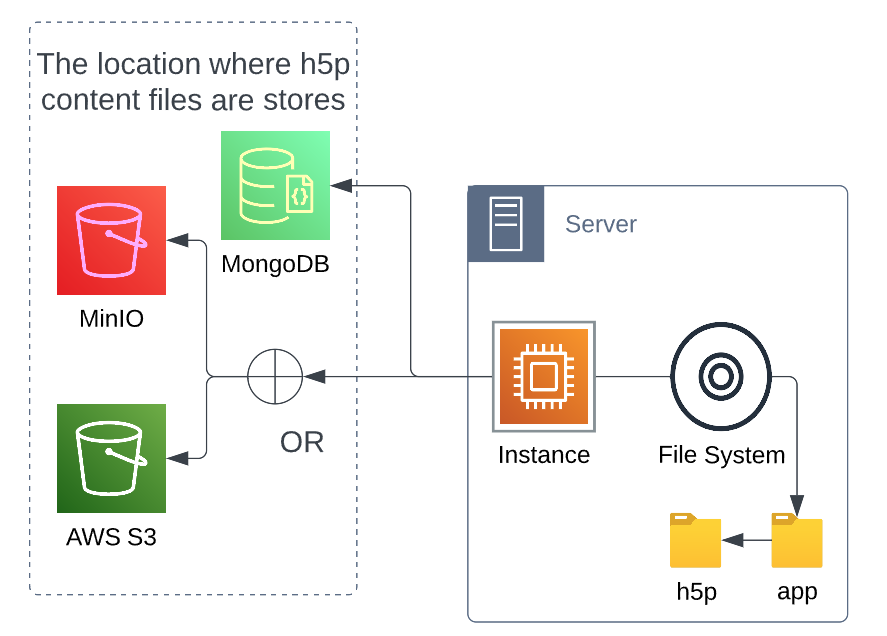 The location where h5p
content files are stores
MongoDB
MinIO
OR
AWS S3
Server
Instance
File System
h5p
app